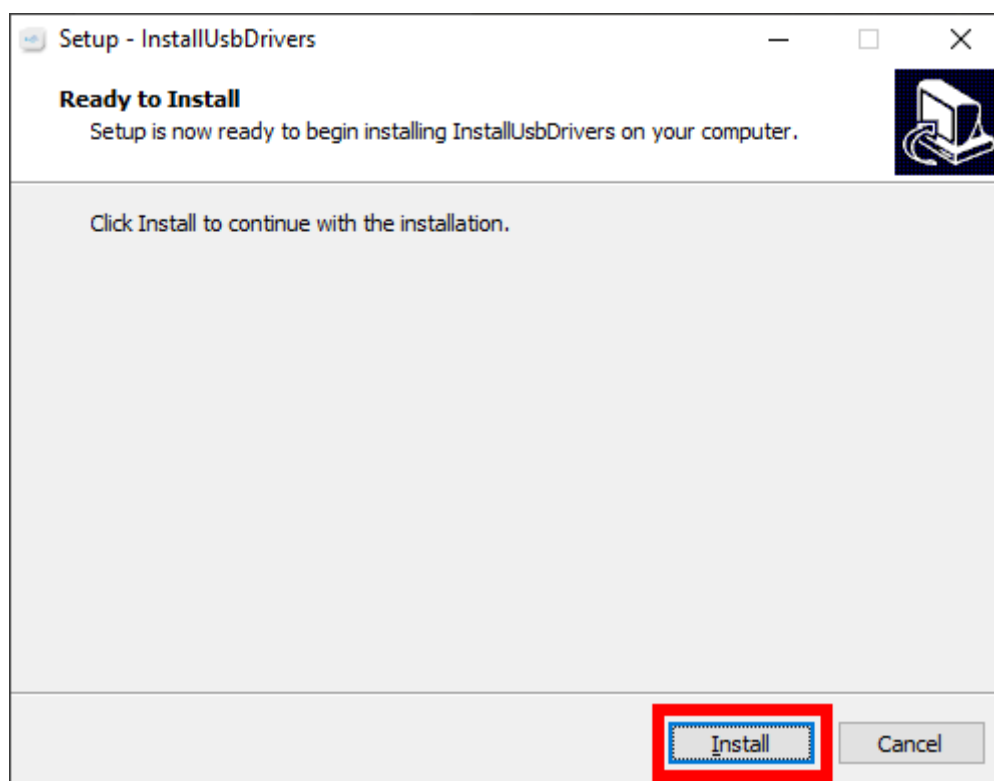 Setup - InstallUsbDrivers
Ready to Install
Setup is now ready to begin installing InstallUsbDrivers on your computer.
Click Install to continue with the installation.
Install
Cancel